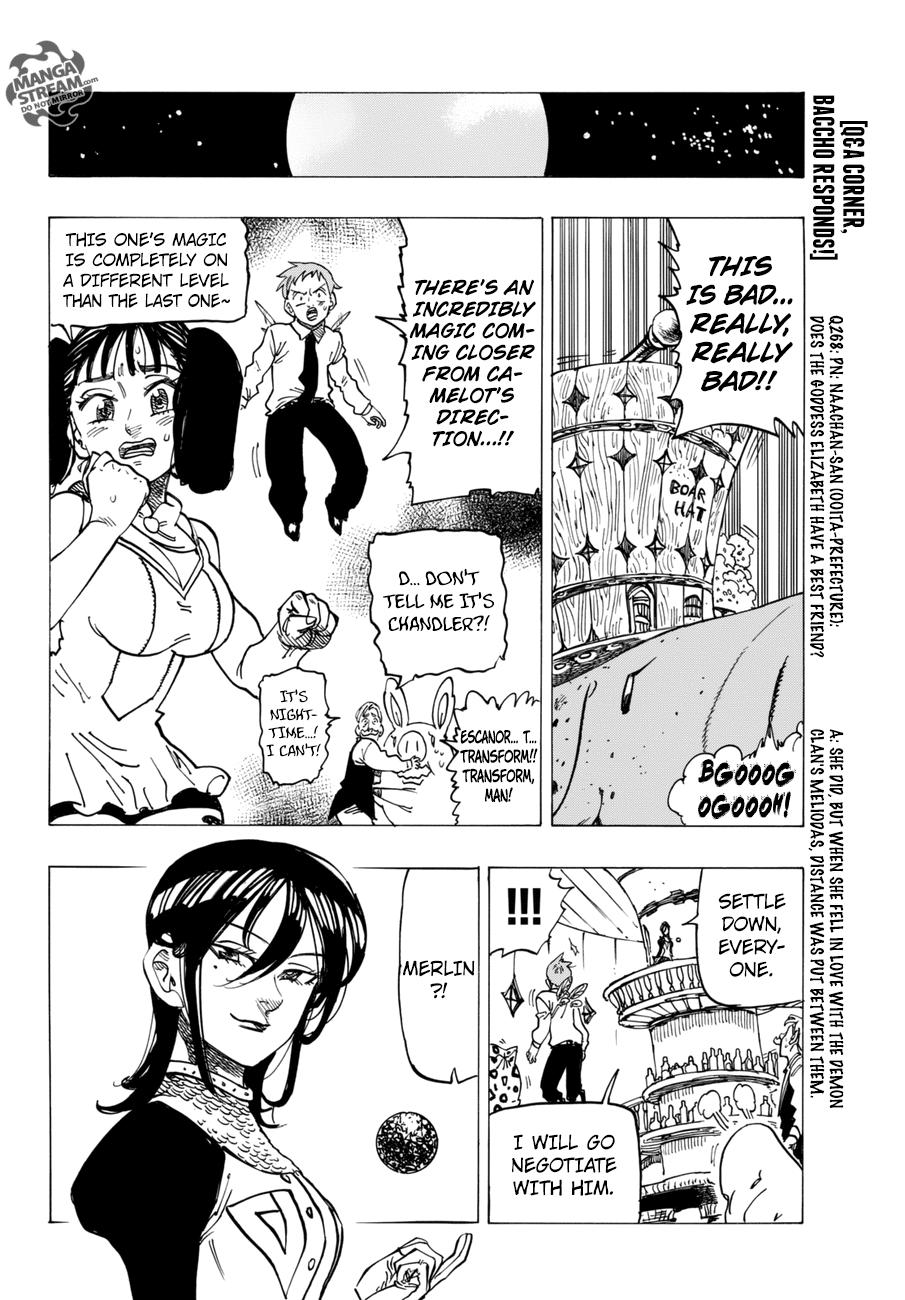 MANGA
STREAM.com
DO NOT MIRROR
[QCA CORNER,
BACCHO RESPONDS!]
Q268: PN: NAACHAN-SAN (OOITA-PREFECTURE):
DOES THE GODDESS ELIZABETH HAVE A BEST FRIEND?
A: SHE DID, BUT WHEN SHE FELL IN LOVE WITH THE DEMON
CLAN'S MELIODAS, DISTANCE WAS PUT BETWEEN THEM.
THIS
IS BAD...
REALLY,
REALLY
BAD!!
BOAR
HAT
BGOOOG
OGOOOH!
THERE'S AN
INCREDIBLY
MAGIC COM-
ING CLOSER
FROM CA-
MELOT'S
DIREC-
TION...!!
THIS ONE'S MAGIC
IS COMPLETELY ON
A DIFFERENT LEVEL
THAN THE LAST ONE~
D... DON'T
TELL ME IT'S
CHANDLER?!
ESCANOR... T...
TRANSFORM!!
TRANSFORM,
MAN!
IT'S
NIGHT-
TIME...!
I CAN'T!
SETTLE
DOWN,
EVERY-
ONE.
!!!
I WILL GO
NEGOTIATE
WITH HIM.
MERLIN
?!